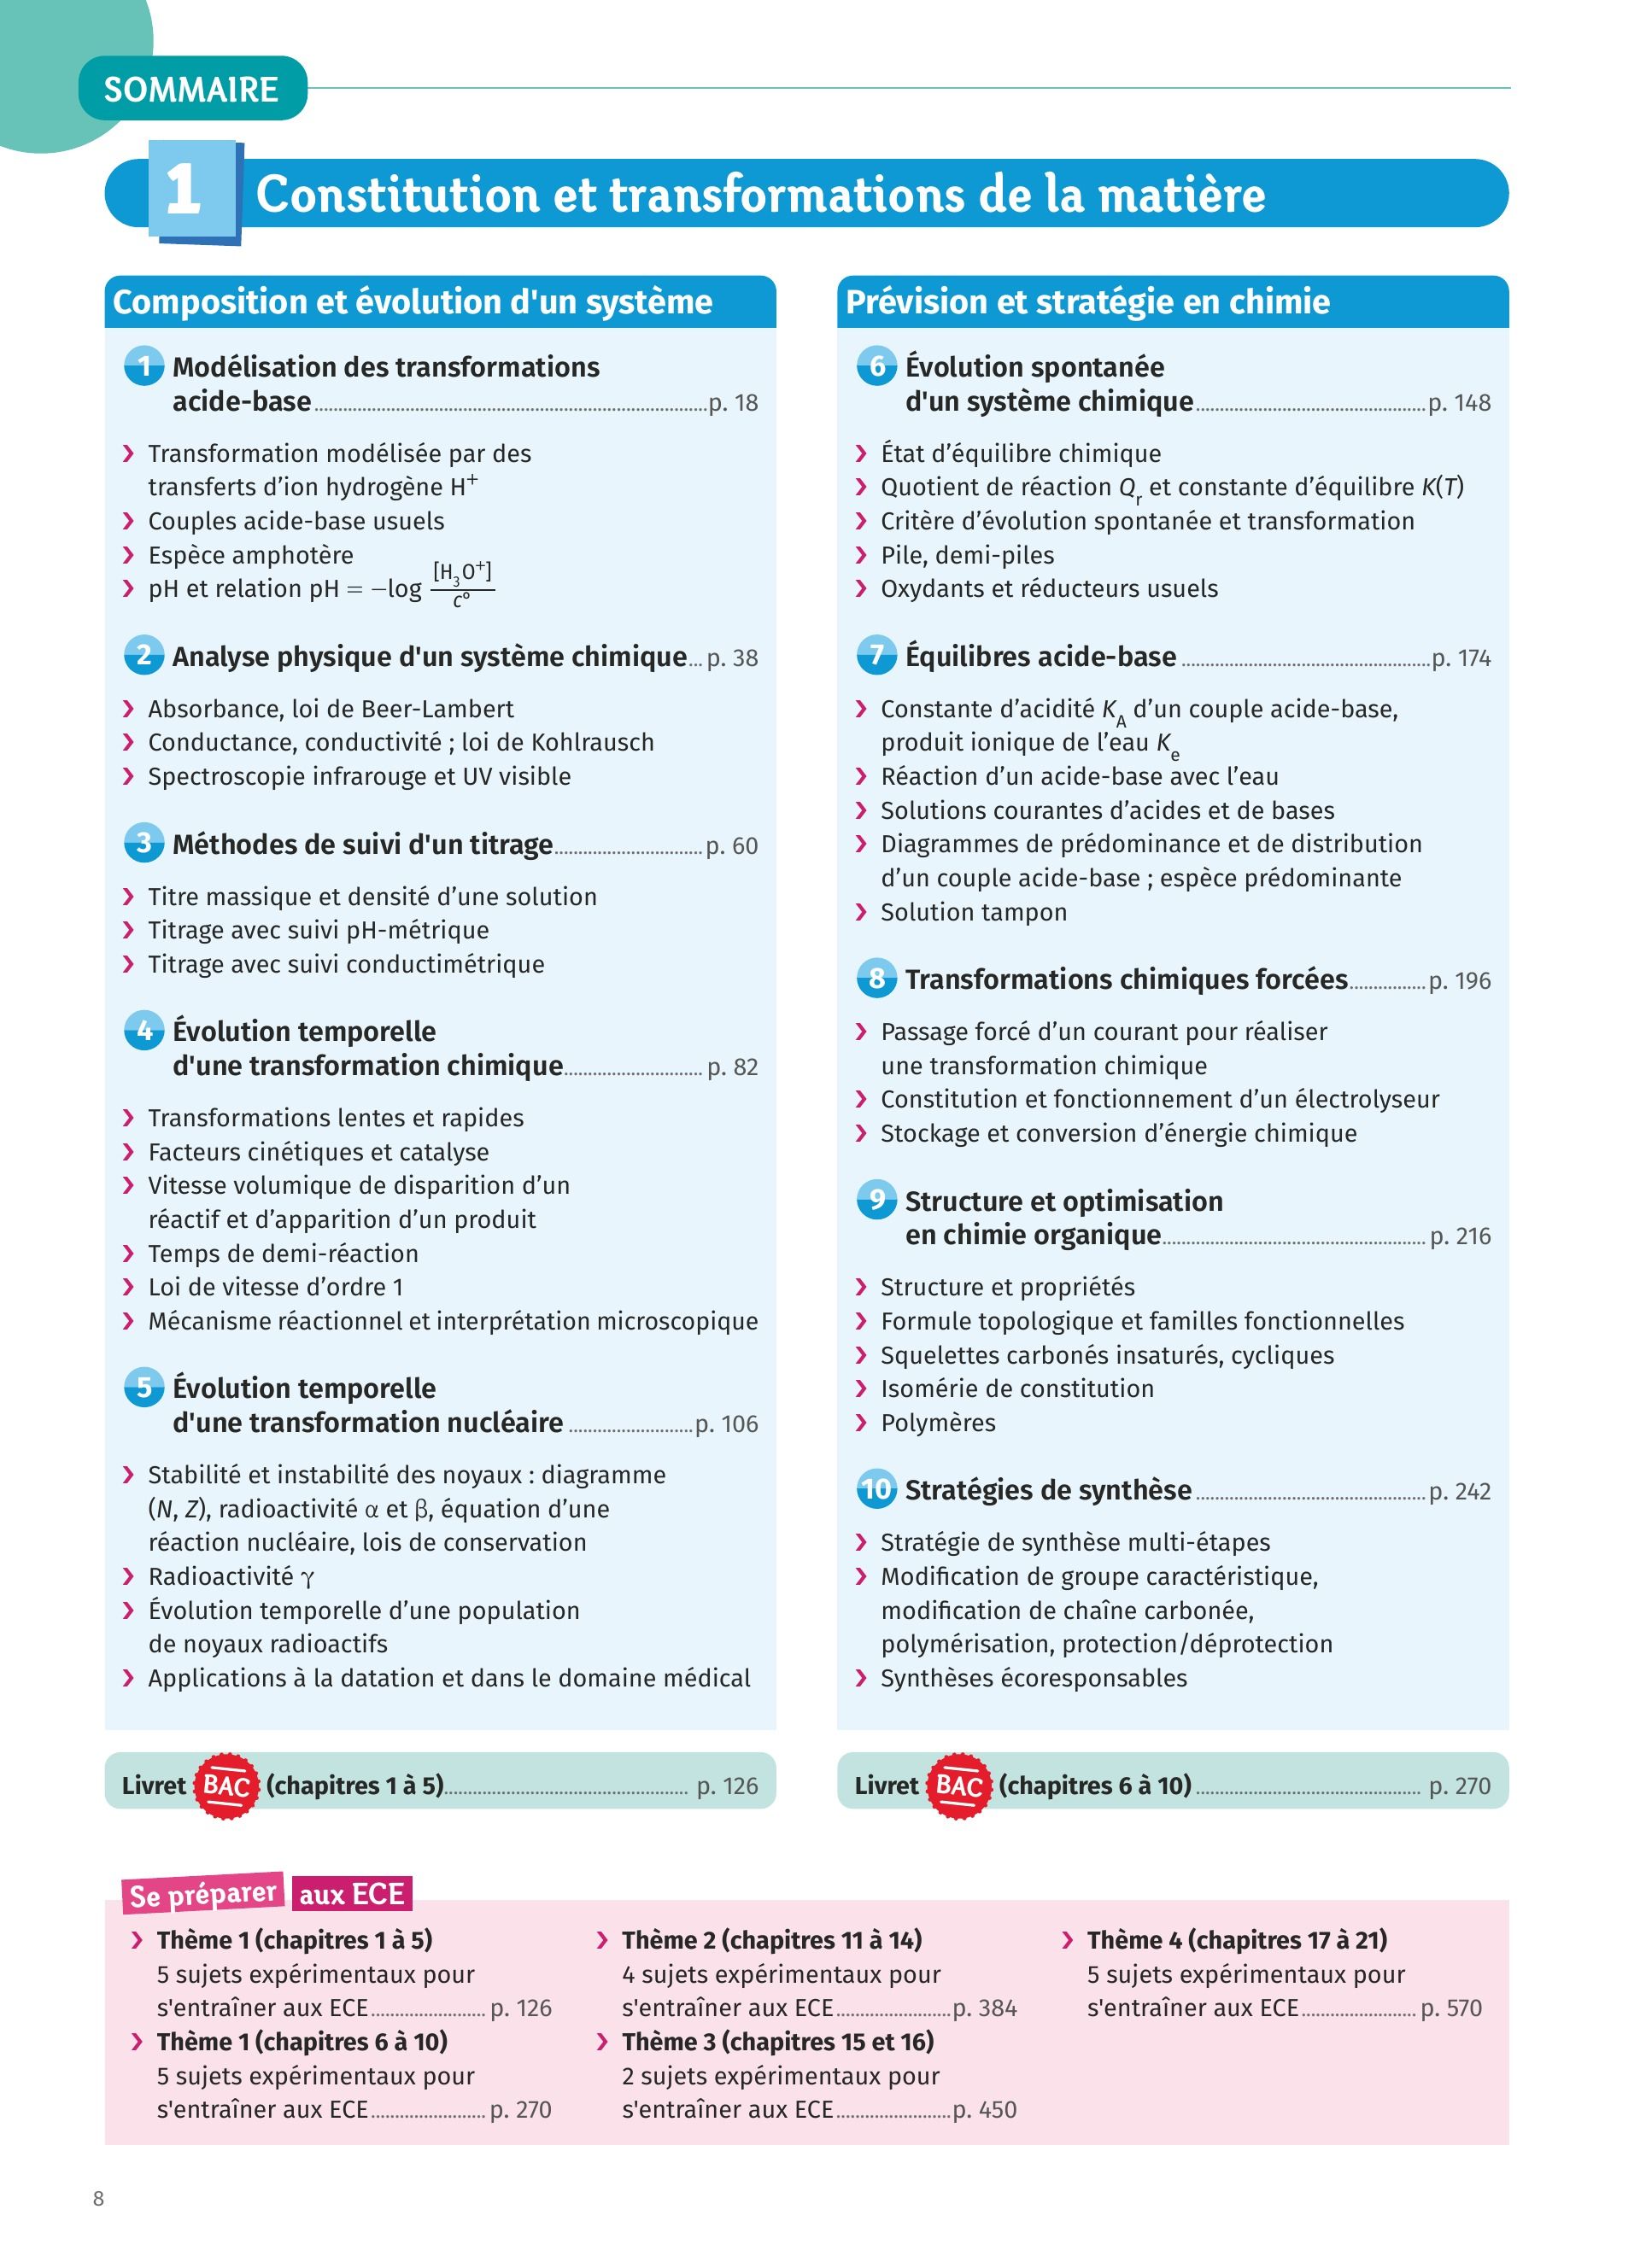 SOMMAIRE
1 Constitution et transformations de la matière
Composition et évolution d'un système
1 Modélisation des transformations
acide-base p. 18
› Transformation modélisée par des
transferts d’ion hydrogène H⁺
› Couples acide-base usuels
› Espèce amphotère
› pH et relation pH = –log [H₃O⁺]/c°
2 Analyse physique d'un système chimique... p. 38
› Absorbance, loi de Beer-Lambert
› Conductance, conductivité ; loi de Kohlrausch
› Spectroscopie infrarouge et UV visible
3 Méthodes de suivi d'un titrage p. 60
› Titre massique et densité d’une solution
› Titrage avec suivi pH-métrique
› Titrage avec suivi conductimétrique
4 Évolution temporelle
d'une transformation chimique p. 82
› Transformations lentes et rapides
› Facteurs cinétiques et catalyse
› Vitesse volumique de disparition d’un
réactif et d’apparition d’un produit
› Temps de demi-réaction
› Loi de vitesse d’ordre 1
› Mécanisme réactionnel et interprétation microscopique
5 Évolution temporelle
d'une transformation nucléaire p. 106
› Stabilité et instabilité des noyaux : diagramme
(N, Z), radioactivité α et β, équation d’une
réaction nucléaire, lois de conservation
› Radioactivité γ
› Évolution temporelle d’une population
de noyaux radioactifs
› Applications à la datation et dans le domaine médical
Livret BAC (chapitres 1 à 5) p. 126
Prévision et stratégie en chimie
6 Évolution spontanée
d'un système chimique p. 148
› État d’équilibre chimique
› Quotient de réaction Qᵣ et constante d’équilibre K(T)
› Critère d’évolution spontanée et transformation
› Pile, demi-piles
› Oxydants et réducteurs usuels
7 Équilibres acide-base p. 174
› Constante d’acidité K_A d’un couple acide-base,
produit ionique de l’eau Kₑ
› Réaction d’un acide-base avec l’eau
› Solutions courantes d’acides et de bases
› Diagrammes de prédominance et de distribution
d’un couple acide-base ; espèce prédominante
› Solution tampon
8 Transformations chimiques forcées p. 196
› Passage forcé d’un courant pour réaliser
une transformation chimique
› Constitution et fonctionnement d’un électrolyseur
› Stockage et conversion d’énergie chimique
9 Structure et optimisation
en chimie organique p. 216
› Structure et propriétés
› Formule topologique et familles fonctionnelles
› Squelettes carbonés insaturés, cycliques
› Isomérie de constitution
› Polymères
10 Stratégies de synthèse p. 242
› Stratégie de synthèse multi-étapes
› Modification de groupe caractéristique,
modification de chaîne carbonée,
polymérisation, protection/déprotection
› Synthèses écoresponsables
Livret BAC (chapitres 6 à 10) p. 270
Se préparer aux ECE
› Thème 1 (chapitres 1 à 5)
5 sujets expérimentaux pour
s'entraîner aux ECE p. 126
› Thème 1 (chapitres 6 à 10)
5 sujets expérimentaux pour
s'entraîner aux ECE p. 270
› Thème 2 (chapitres 11 à 14)
4 sujets expérimentaux pour
s'entraîner aux ECE p. 384
› Thème 3 (chapitres 15 et 16)
2 sujets expérimentaux pour
s'entraîner aux ECE p. 450
› Thème 4 (chapitres 17 à 21)
5 sujets expérimentaux pour
s'entraîner aux ECE p. 570
8